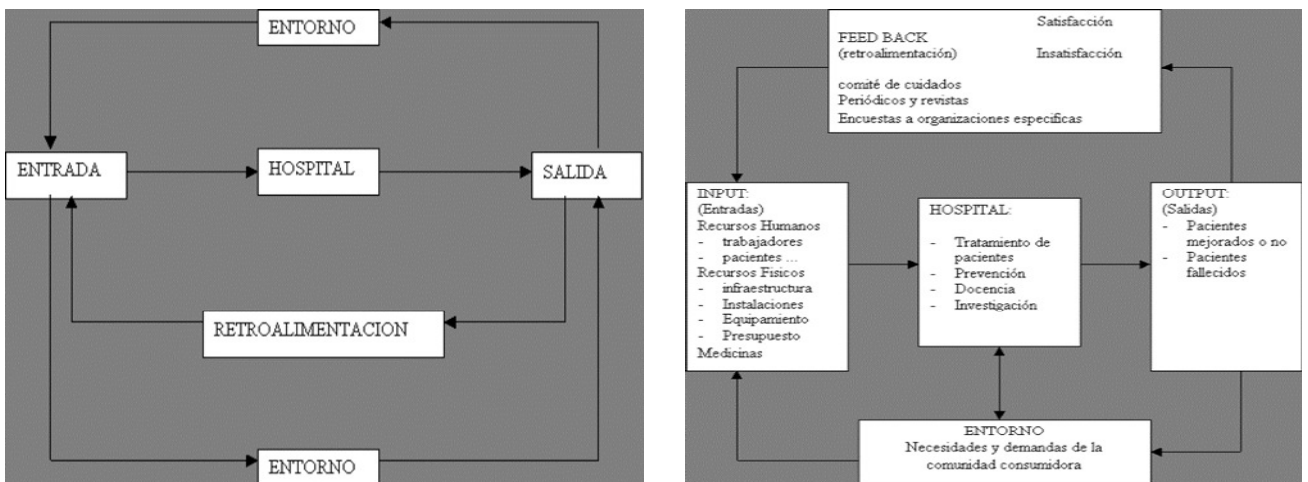 ENTORNO
ENTRADA
HOSPITAL
SALIDA
RETROALIMENTACION
ENTORNO
Satisfacción
FEED BACK
(retroalimentación)
Insatisfacción
comité de cuidados
Periódicos y revistas
Encuestas a organizaciones especificas
INPUT:
(Entradas)
Recursos Humanos
- trabajadores
- pacientes ...
Recursos Fisicos
- infraestructura
- Instalaciones
- Equipamiento
- Presupuesto
Medicinas
HOSPITAL:
- Tratamiento de
pacientes
- Prevención
- Docencia
- Investigación
OUTPUT:
(Salidas)
- Pacientes
mejorados o no
- Pacientes
fallecidos
ENTORNO
Necesidades y demandas de la
comunidad consumidora